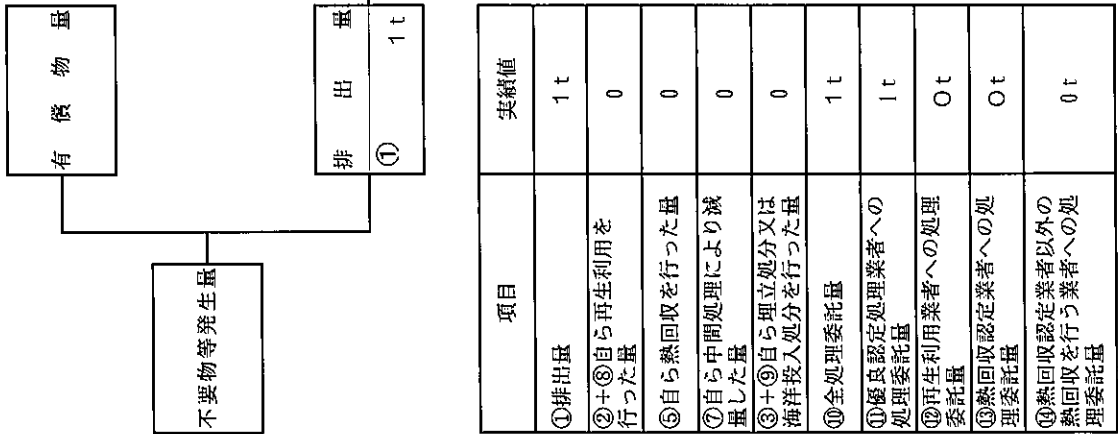 有償物量
不要物等発生量
排出量
① 1t
項目 実績値
①排出量 1t
②+⑧自ら再生利用を
行った量 0
⑤自ら熱回収を行った量 0
⑦自ら中間処理により減
量した量 0
③+⑨自ら埋立処分又は
海洋投入処分を行った量 0
⑩全処理委託量 1t
⑪優良認定処理業者への
処理委託量 1t
⑫再生利用業者への処理
委託量 0t
⑬熱回収認定業者への処
理委託量 0t
⑭熱回収認定業者以外の
熱回収を行う業者への処
理委託量 0t